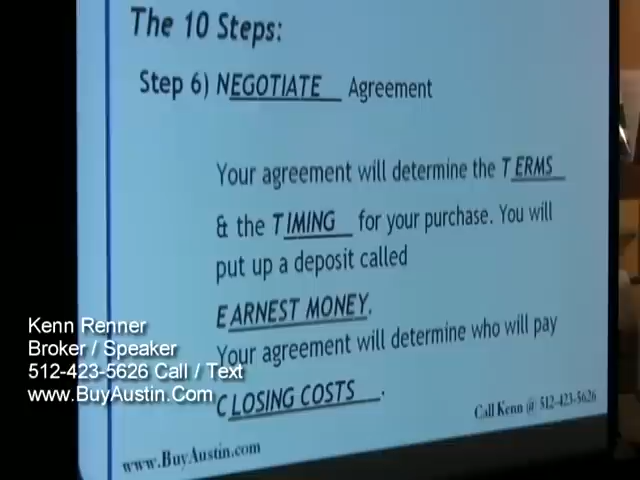 The 10 Steps:
Step 6) NEGOTIATE Agreement
Your agreement will determine the TERMS
& the TIMING for your purchase. You will
put up a deposit called
EARNEST MONEY.
Your agreement will determine who will pay
CLOSING COSTS .
Call Kenn @ 512-423-5626
www.BuyAustin.com
Kenn Renner
Broker / Speaker
512-423-5626 Call / Text
www.BuyAustin.Com